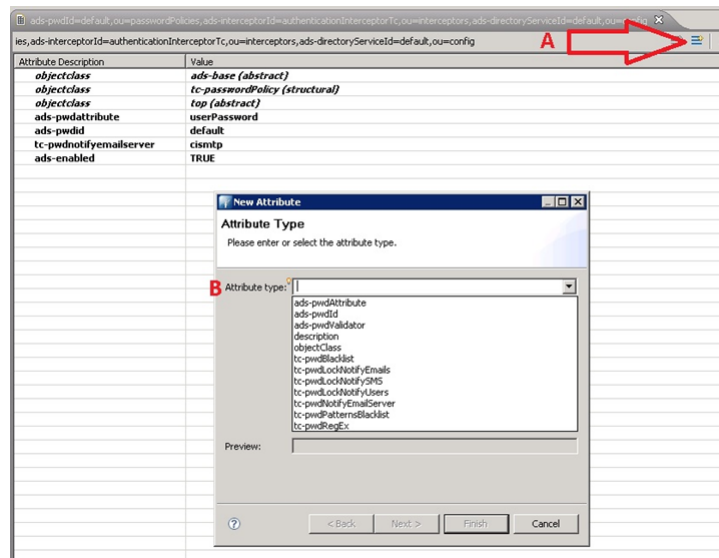 ads-pwdId=default,ou=passwordPolicies,ads-interceptorId=authenticationInterceptorTc,ou=interceptors,ads-directoryServiceId=default,ou=config
ies,ads-interceptorId=authenticationInterceptorTc,ou=interceptors,ads-directoryServiceId=default,ou=config
A
Attribute Description Value
objectclass ads-base (abstract)
objectclass tc-passwordPolicy (structural)
objectclass top (abstract)
ads-pwdattribute userPassword
ads-pwdid default
tc-pwdnotifyemailserver cismtp
ads-enabled TRUE
New Attribute
Attribute Type
Please enter or select the attribute type.
B Attribute type:
ads-pwdAttribute
ads-pwdId
ads-pwdValidator
description
objectClass
tc-pwdBlacklist
tc-pwdLockNotifyEmails
tc-pwdLockNotifySMS
tc-pwdLockNotifyUsers
tc-pwdNotifyEmailServer
tc-pwdPatternsBlacklist
tc-pwdRegEx
Preview:
? < Back Next > Finish Cancel